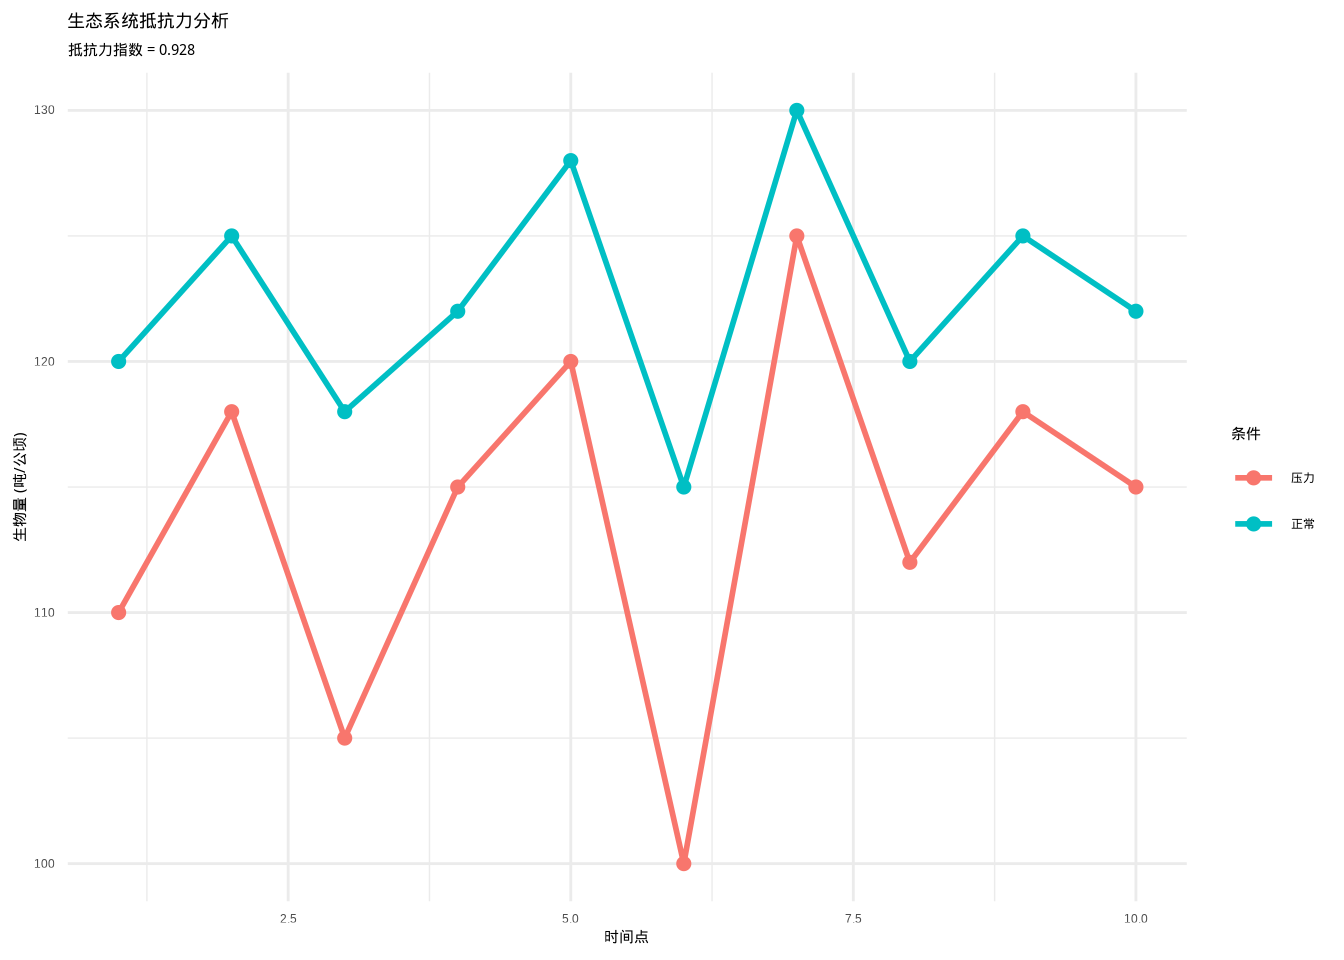 生态系统抵抗力分析
抵抗力指数 = 0.928
130
120
110
100
生物量 (吨/公顷)
2.5
5.0
7.5
10.0
时间点
条件
压力
正常